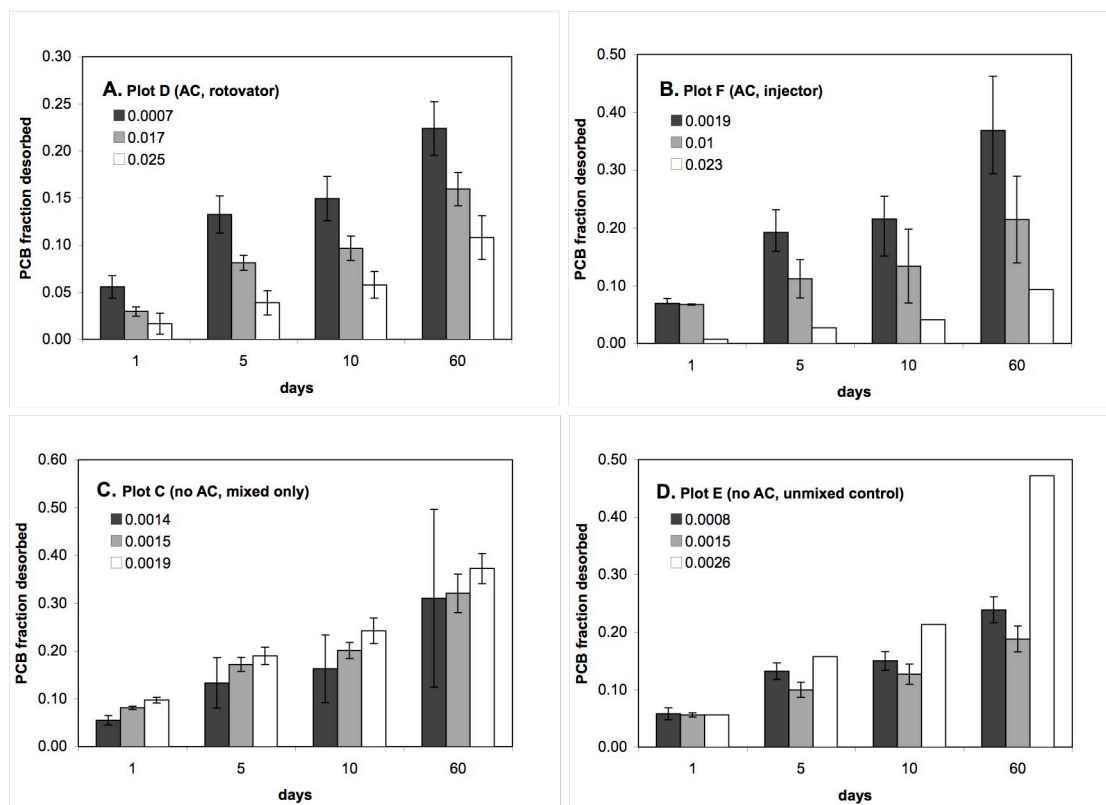 A. Plot D (AC, rotovator)
0.0007
0.017
0.025
PCB fraction desorbed
0.30
0.25
0.20
0.15
0.10
0.05
0.00
1 5 10 60
days
B. Plot F (AC, injector)
0.0019
0.01
0.023
PCB fraction desorbed
0.50
0.40
0.30
0.20
0.10
0.00
1 5 10 60
days
C. Plot C (no AC, mixed only)
0.0014
0.0015
0.0019
PCB fraction desorbed
0.60
0.50
0.40
0.30
0.20
0.10
0.00
1 5 10 60
days
D. Plot E (no AC, unmixed control)
0.0008
0.0015
0.0026
PCB fraction desorbed
0.50
0.40
0.30
0.20
0.10
0.00
1 5 10 60
days